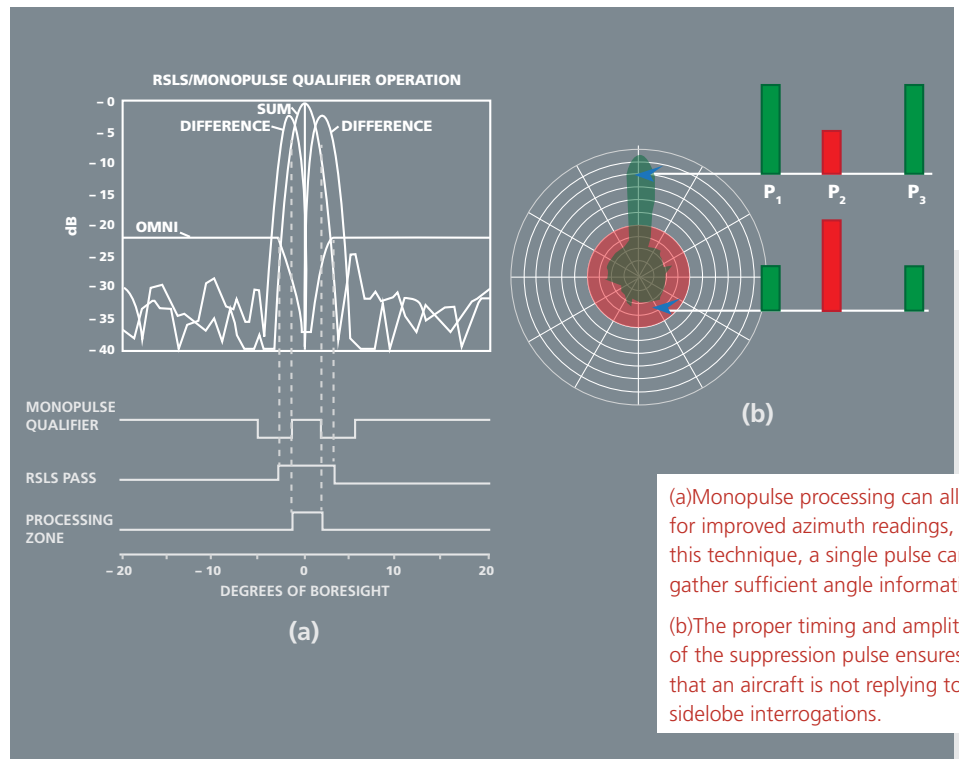 RSLS/MONOPULSE QUALIFIER OPERATION
– 0
SUM
– 5
DIFFERENCE
DIFFERENCE
– 10
– 15
– 20
OMNI
dB
– 25
– 30
– 35
– 40
MONOPULSE
QUALIFIER
RSLS PASS
PROCESSING
ZONE
– 20
– 10
0
10
20
DEGREES OF BORESIGHT
(a)
P1
P2
P3
(b)
(a)Monopulse processing can all
for improved azimuth readings,
this technique, a single pulse ca
gather sufficient angle informati
(b)The proper timing and amplit
of the suppression pulse ensures
that an aircraft is not replying to
sidelobe interrogations.